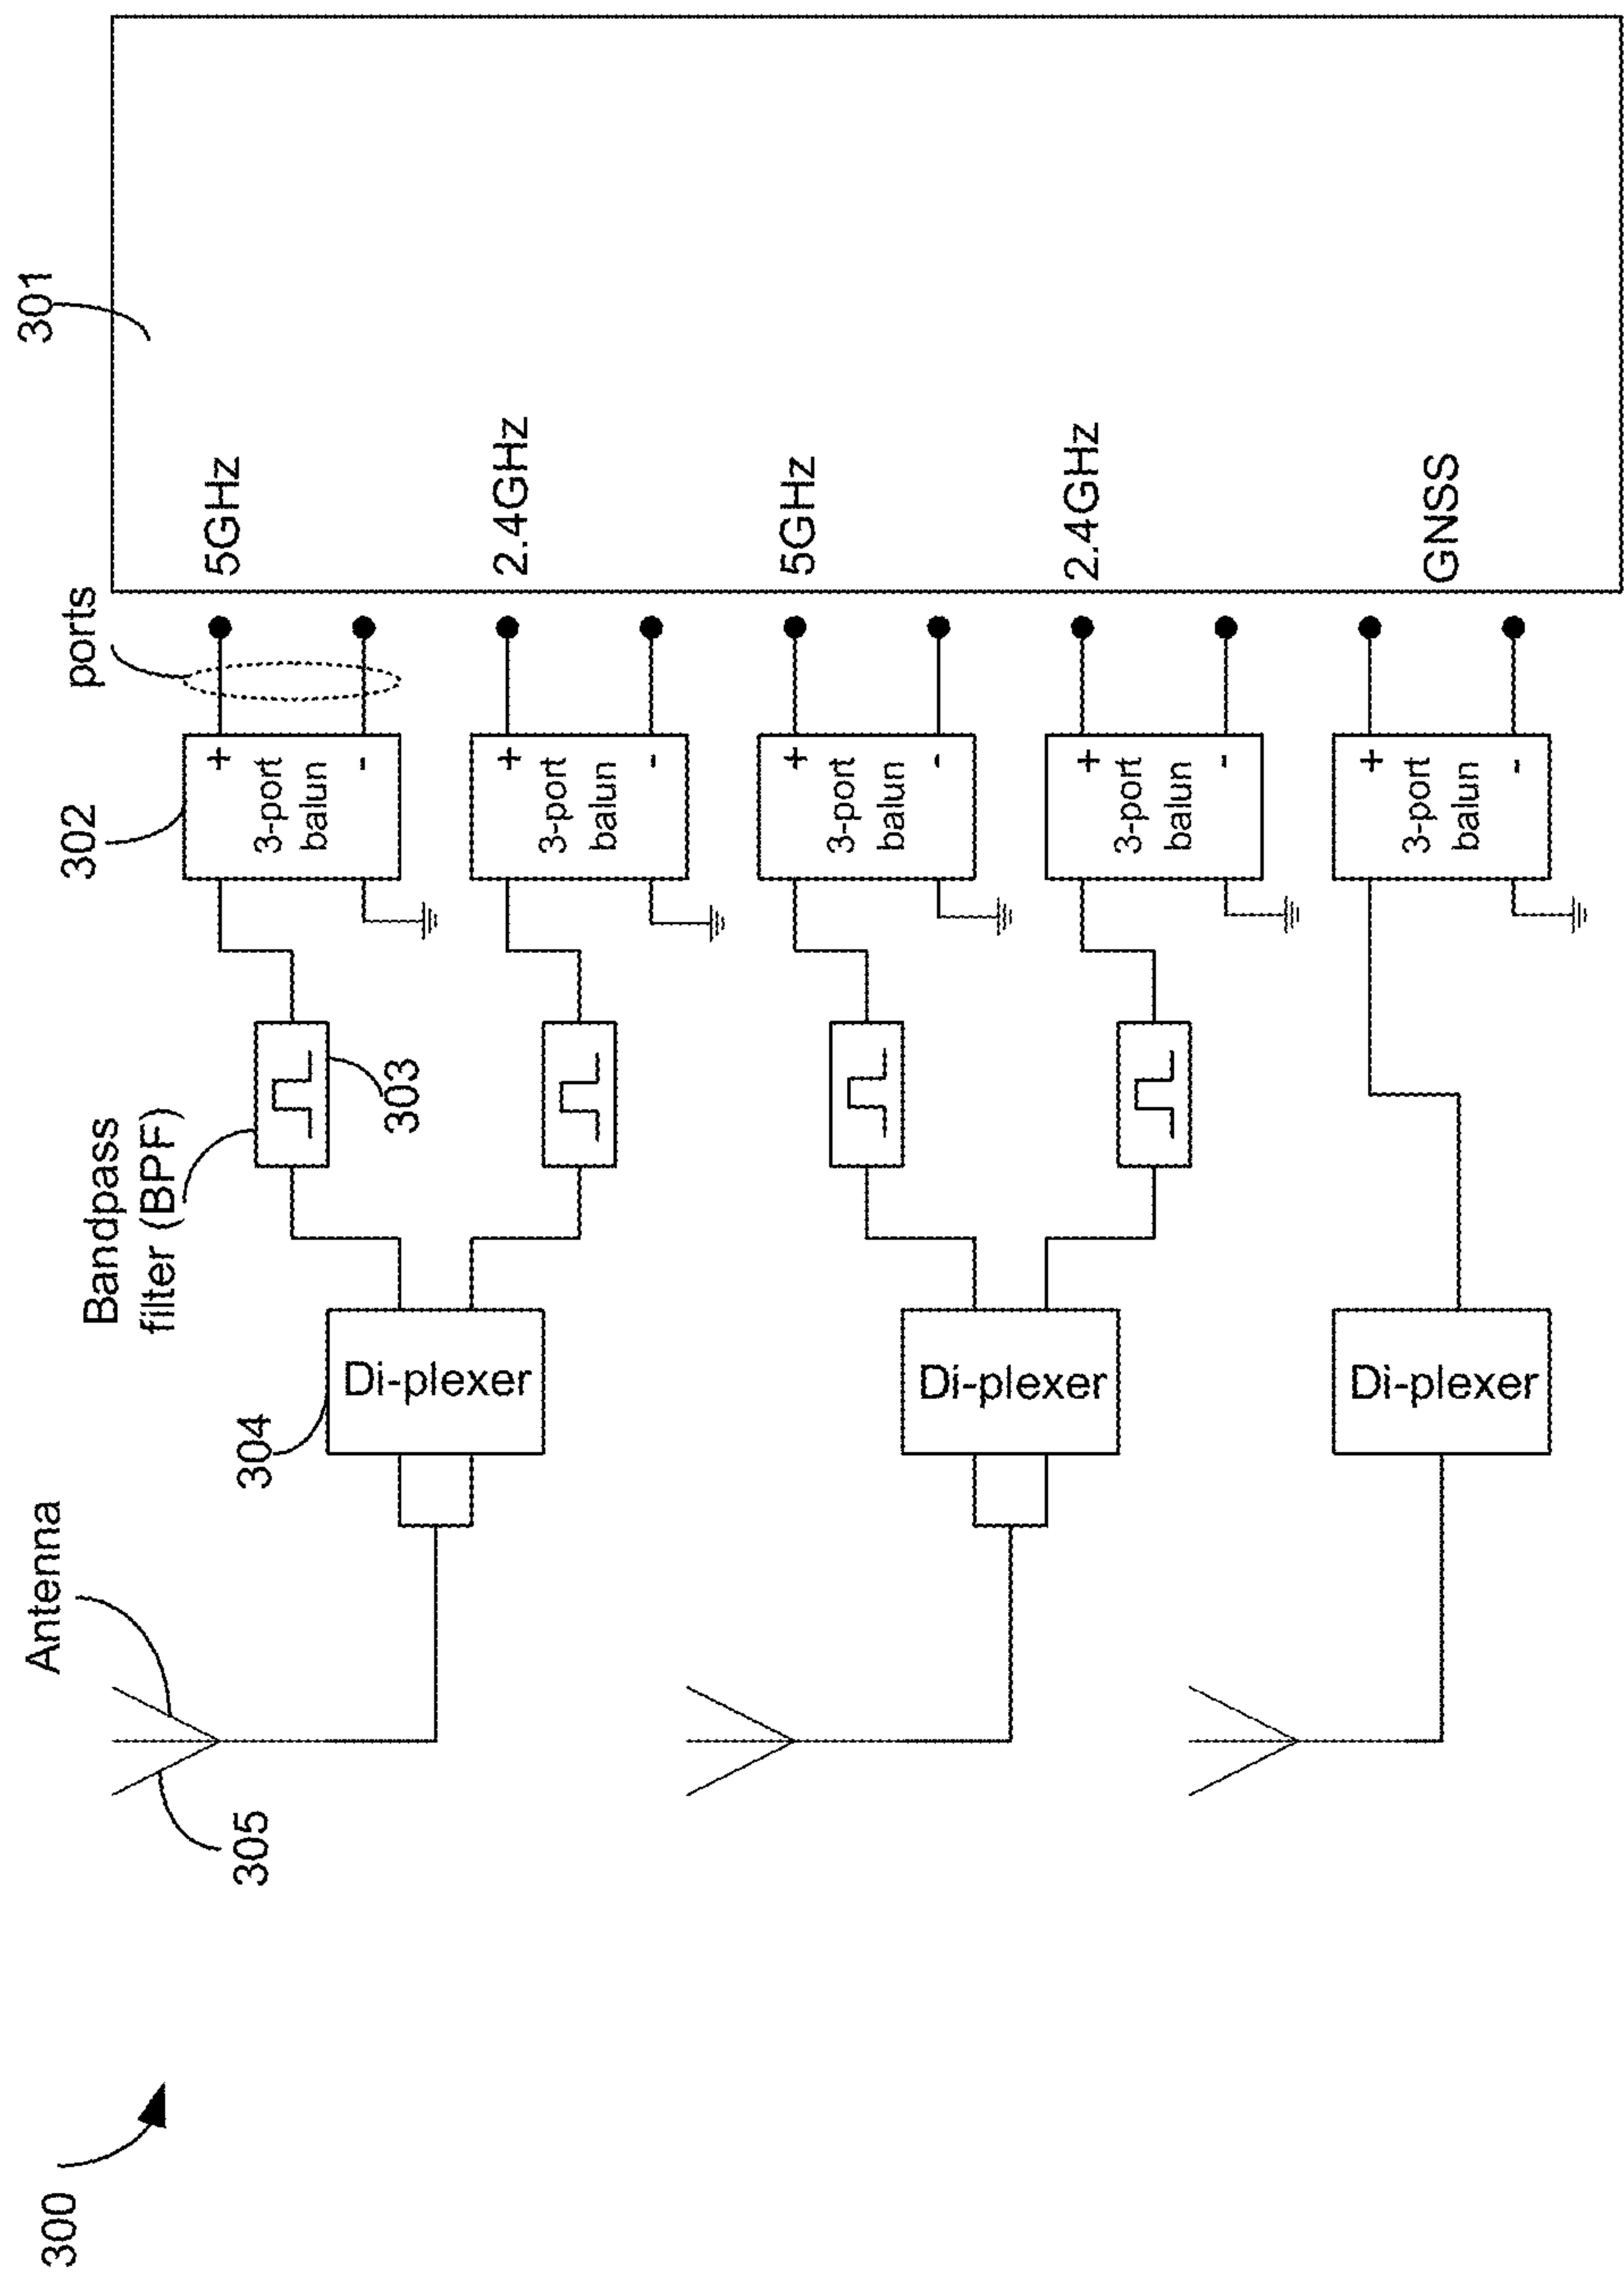 300
305
Antenna
304
Di-plexer
Di-plexer
Di-plexer
Bandpass
filter (BPF)
303
302
+
3-port
balun
-
+
3-port
balun
-
+
3-port
balun
-
+
3-port
balun
-
+
3-port
balun
-
ports
301
5GHz
2.4GHz
5GHz
2.4GHz
GNSS